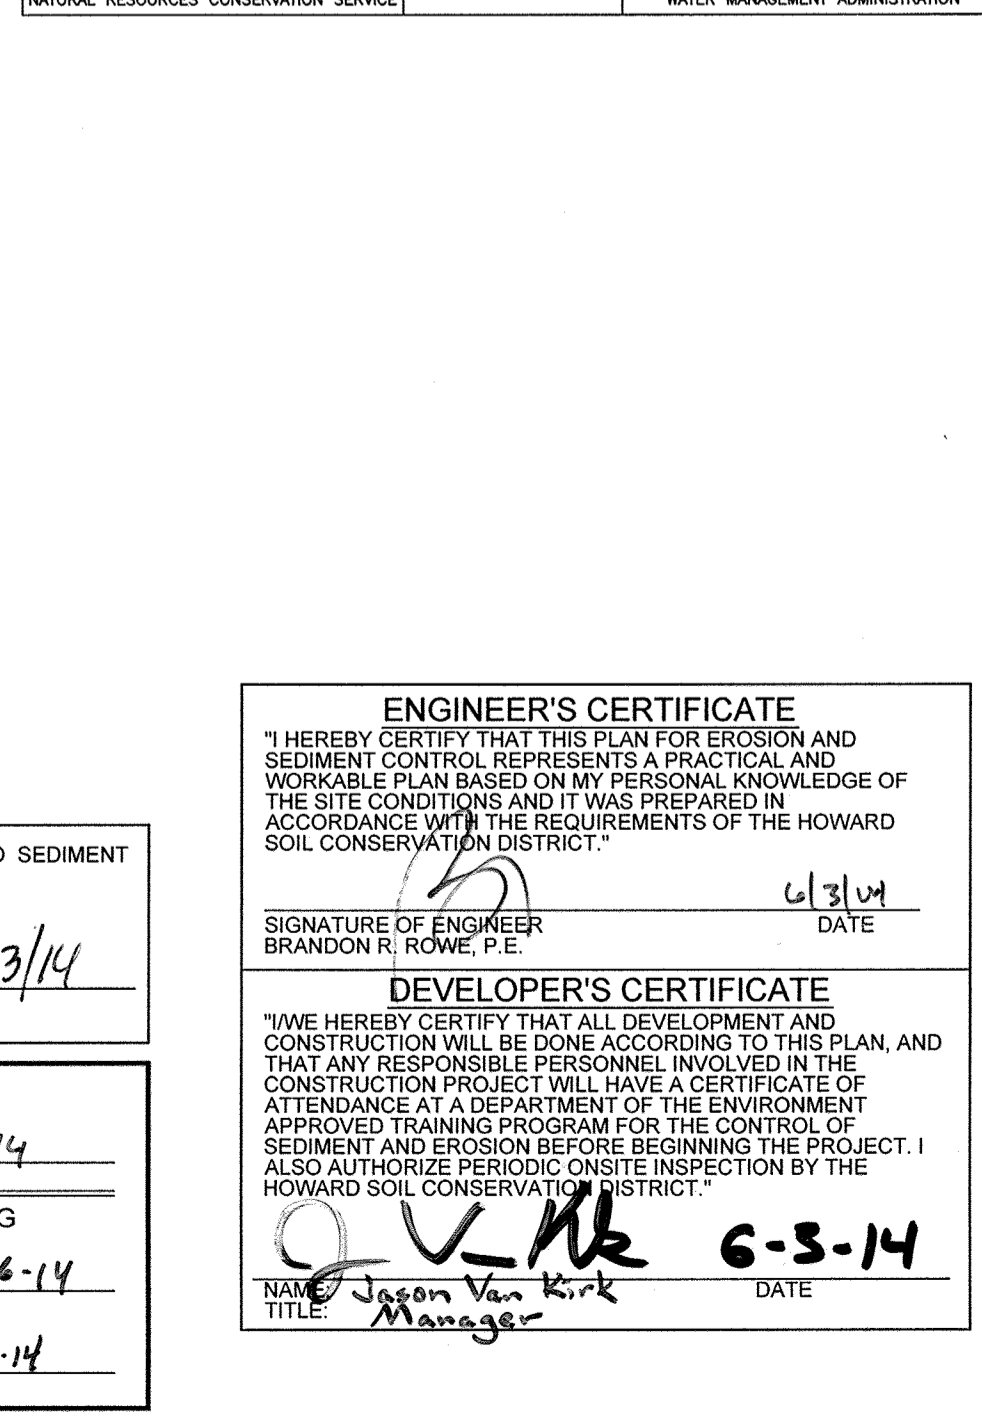 NATURAL RESOURCES CONSERVATION SERVICE
WATER MANAGEMENT ADMINISTRATION
ENGINEER'S CERTIFICATE
"I HEREBY CERTIFY THAT THIS PLAN FOR EROSION AND
SEDIMENT CONTROL REPRESENTS A PRACTICAL AND
WORKABLE PLAN BASED ON MY PERSONAL KNOWLEDGE OF
THE SITE CONDITIONS AND IT WAS PREPARED IN
ACCORDANCE WITH THE REQUIREMENTS OF THE HOWARD
SOIL CONSERVATION DISTRICT."
6/3/14
SIGNATURE OF ENGINEER DATE
BRANDON R. ROWE, P.E.
DEVELOPER'S CERTIFICATE
"I/WE HEREBY CERTIFY THAT ALL DEVELOPMENT AND
CONSTRUCTION WILL BE DONE ACCORDING TO THIS PLAN, AND
THAT ANY RESPONSIBLE PERSONNEL INVOLVED IN THE
CONSTRUCTION PROJECT WILL HAVE A CERTIFICATE OF
ATTENDANCE AT A DEPARTMENT OF THE ENVIRONMENT
APPROVED TRAINING PROGRAM FOR THE CONTROL OF
SEDIMENT AND EROSION BEFORE BEGINNING THE PROJECT. I
ALSO AUTHORIZE PERIODIC ONSITE INSPECTION BY THE
HOWARD SOIL CONSERVATION DISTRICT."
6-3-14
NAME: Jason Van Kirk DATE
TITLE: Manager
SEDIMENT
3/14
14
G
6-14
-14